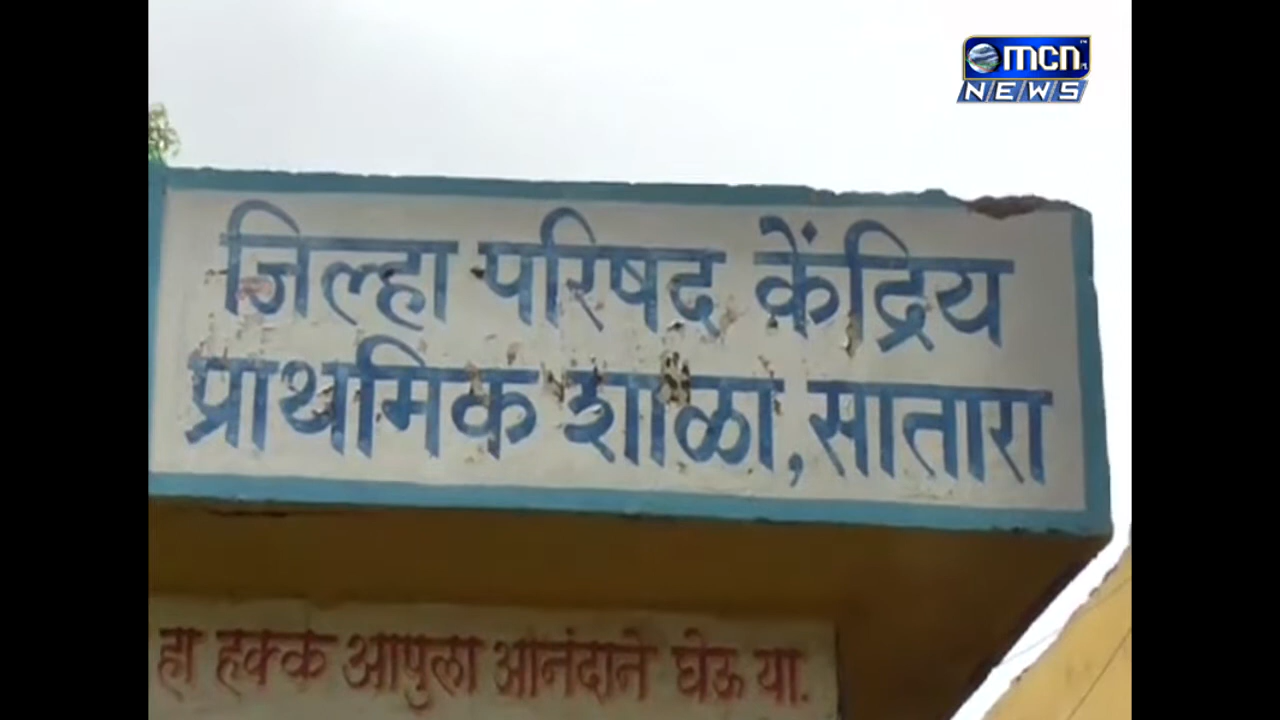 mcn
NEWS
जिल्हा परिषद केंद्रिय
प्राथमिक शाळा, सातारा
हा हक्क आपुला आनंदाने घेऊ या.